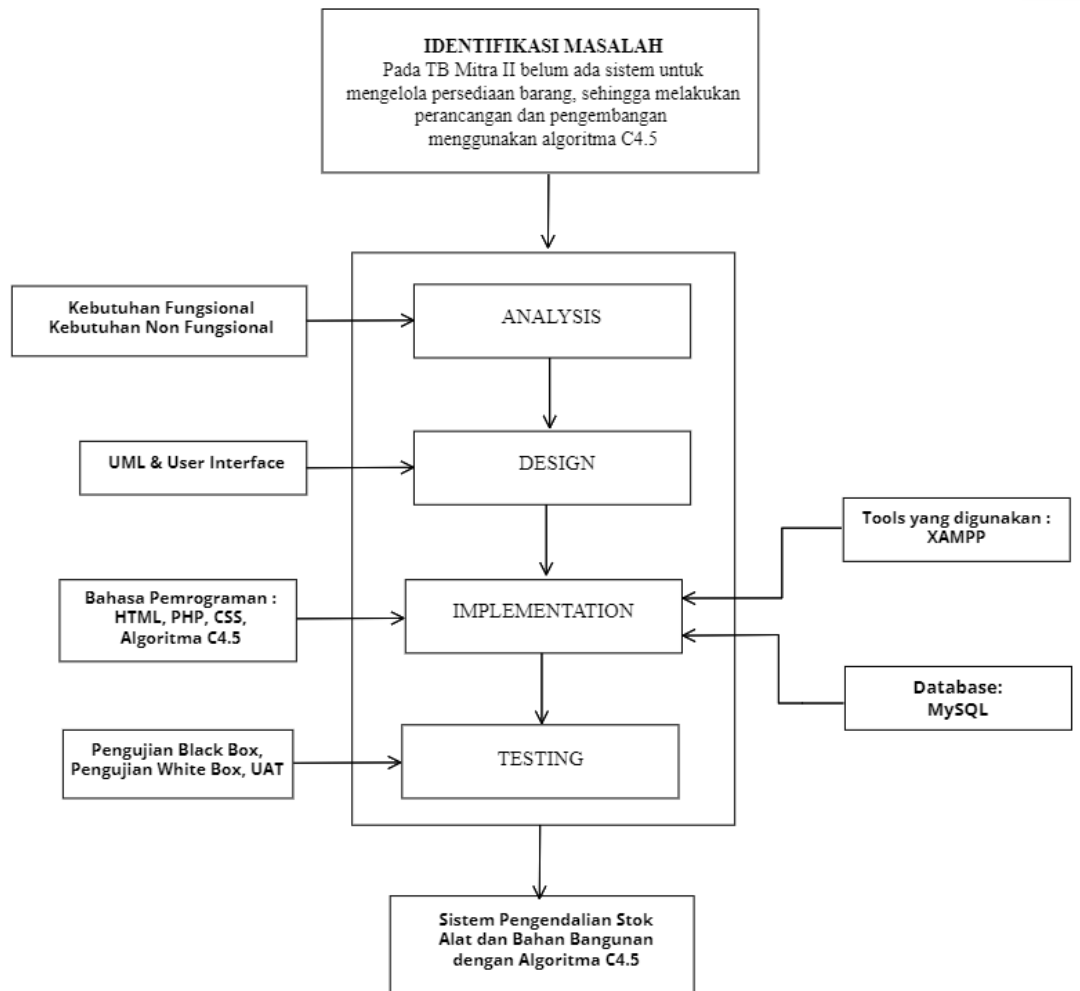 IDENTIFIKASI MASALAH
Pada TB Mitra II belum ada sistem untuk
mengelola persediaan barang, sehingga melakukan
perancangan dan pengembangan
menggunakan algoritma C4.5
Kebutuhan Fungsional
Kebutuhan Non Fungsional
ANALYSIS
UML & User Interface
DESIGN
Tools yang digunakan :
XAMPP
Bahasa Pemrograman :
HTML, PHP, CSS,
Algoritma C4.5
IMPLEMENTATION
Database:
MySQL
Pengujian Black Box,
Pengujian White Box, UAT
TESTING
Sistem Pengendalian Stok
Alat dan Bahan Bangunan
dengan Algoritma C4.5